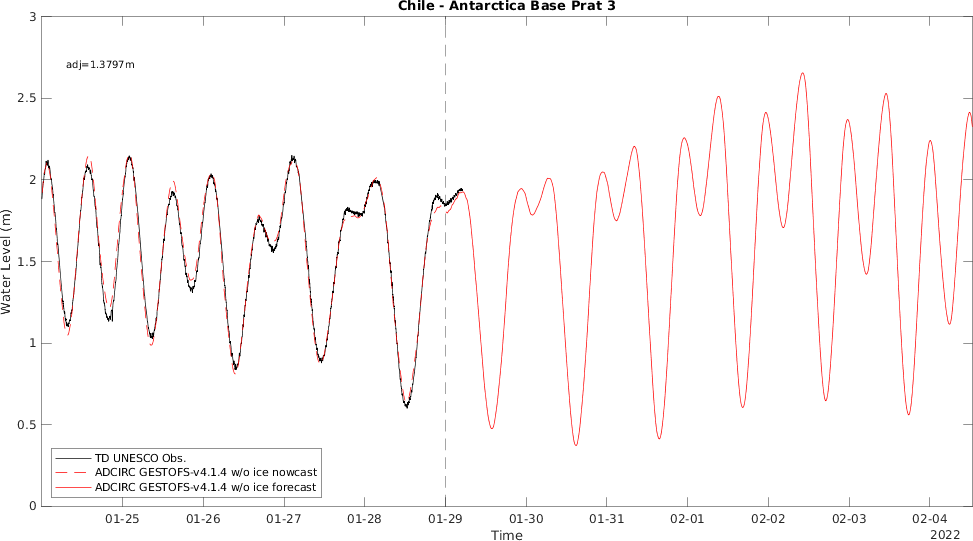 Chile - Antarctica Base Prat 3
adj=1.3797m
Water Level (m)
3
2.5
2
1.5
1
0.5
0
TD UNESCO Obs.
ADCIRC GESTOFS-v4.1.4 w/o ice nowcast
ADCIRC GESTOFS-v4.1.4 w/o ice forecast
01-25 01-26 01-27 01-28 01-29 01-30 01-31 02-01 02-02 02-03 02-04
Time
2022